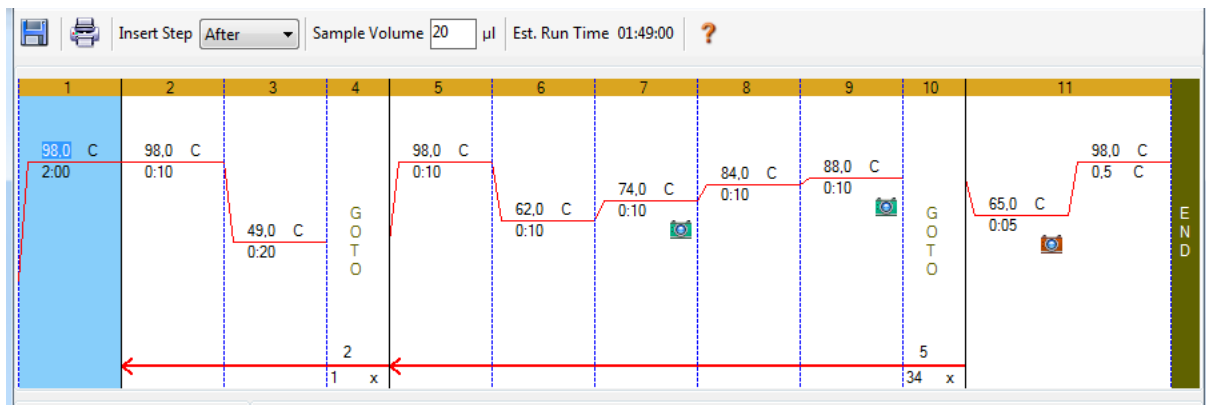 Insert Step After Sample Volume 20 µl Est. Run Time 01:49:00 ?
1 2 3 4 5 6 7 8 9 10 11
98,0 C
2:00
98,0 C
0:10
49,0 C
0:20
GOTO
2
1 x
98,0 C
0:10
62,0 C
0:10
74,0 C
0:10
84,0 C
0:10
88,0 C
0:10
GOTO
5
34 x
65,0 C
0:05
98,0 C
0,5 C
END